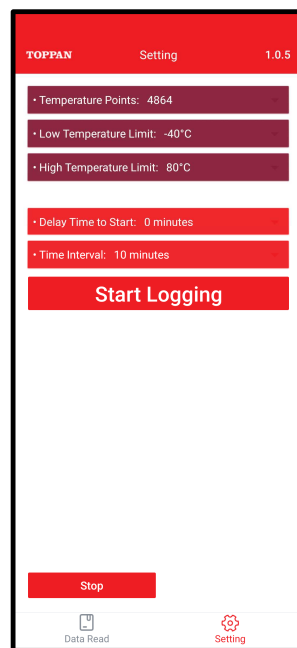 TOPPAN Setting 1.0.5
• Temperature Points: 4864
• Low Temperature Limit: -40°C
• High Temperature Limit: 80°C
• Delay Time to Start: 0 minutes
• Time Interval: 10 minutes
Start Logging
Stop
Data Read Setting